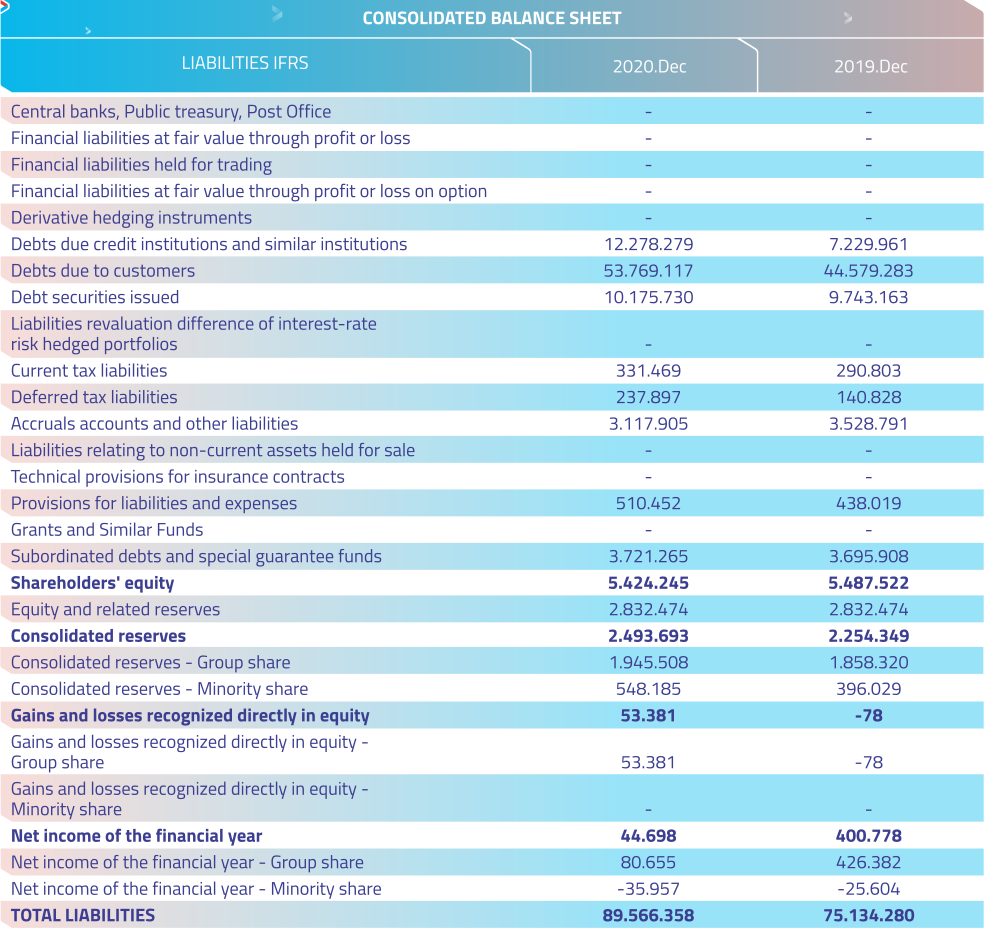 CONSOLIDATED BALANCE SHEET
LIABILITIES IFRS 2020.Dec 2019.Dec
Central banks, Public treasury, Post Office - -
Financial liabilities at fair value through profit or loss - -
Financial liabilities held for trading - -
Financial liabilities at fair value through profit or loss on option - -
Derivative hedging instruments - -
Debts due credit institutions and similar institutions 12.278.279 7.229.961
Debts due to customers 53.769.117 44.579.283
Debt securities issued 10.175.730 9.743.163
Liabilities revaluation difference of interest-rate
risk hedged portfolios - -
Current tax liabilities 331.469 290.803
Deferred tax liabilities 237.897 140.828
Accruals accounts and other liabilities 3.117.905 3.528.791
Liabilities relating to non-current assets held for sale - -
Technical provisions for insurance contracts - -
Provisions for liabilities and expenses 510.452 438.019
Grants and Similar Funds - -
Subordinated debts and special guarantee funds 3.721.265 3.695.908
Shareholders' equity 5.424.245 5.487.522
Equity and related reserves 2.832.474 2.832.474
Consolidated reserves 2.493.693 2.254.349
Consolidated reserves - Group share 1.945.508 1.858.320
Consolidated reserves - Minority share 548.185 396.029
Gains and losses recognized directly in equity 53.381 -78
Gains and losses recognized directly in equity -
Group share 53.381 -78
Gains and losses recognized directly in equity -
Minority share - -
Net income of the financial year 44.698 400.778
Net income of the financial year - Group share 80.655 426.382
Net income of the financial year - Minority share -35.957 -25.604
TOTAL LIABILITIES 89.566.358 75.134.280